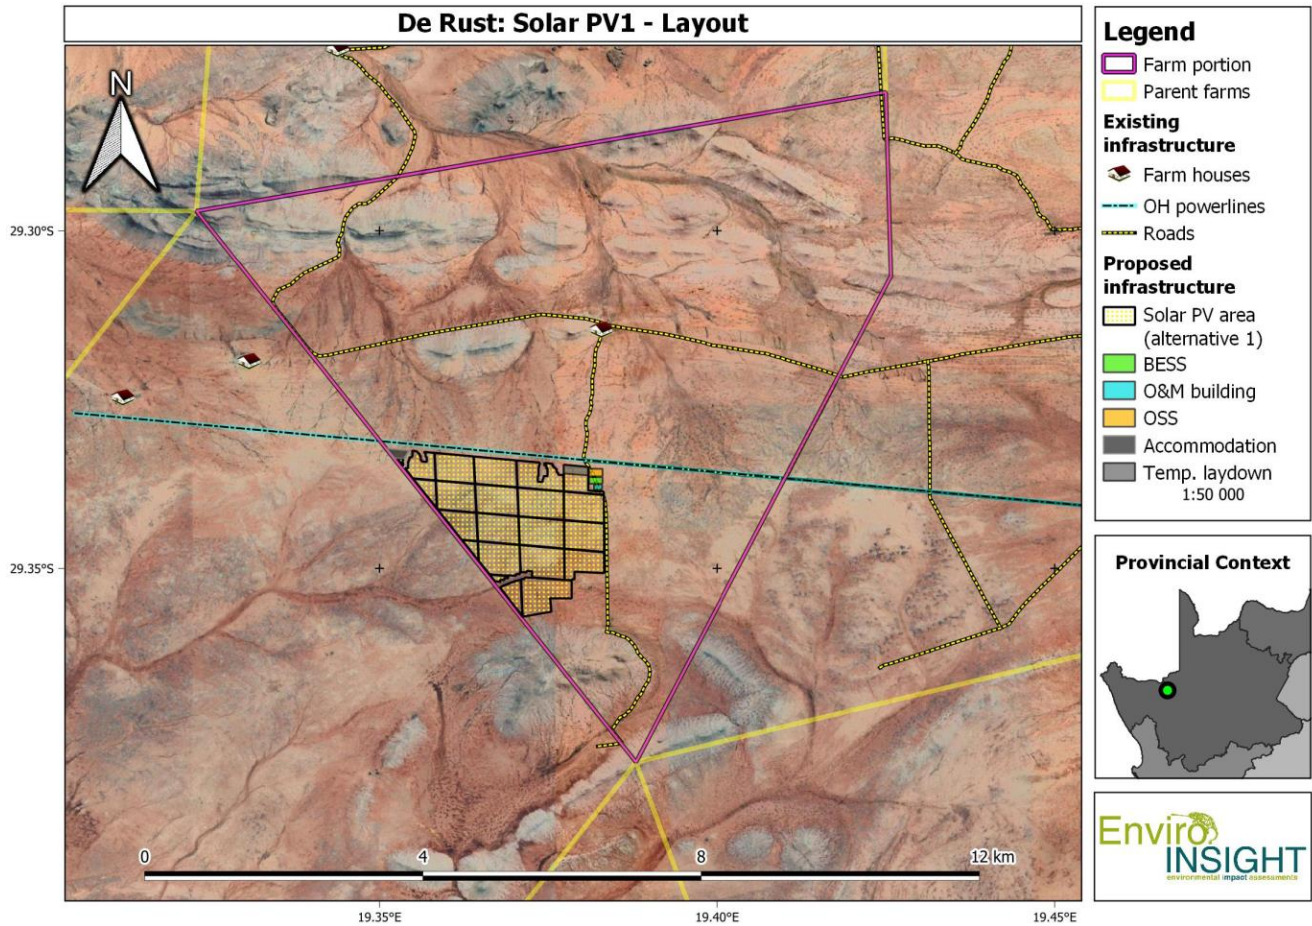 De Rust: Solar PV1 - Layout
N
29.30°S
29.35°S
0
4
8
12 km
19.35°E
19.40°E
19.45°E
Legend
Farm portion
Parent farms
Existing
infrastructure
Farm houses
OH powerlines
Roads
Proposed
infrastructure
Solar PV area
(alternative 1)
BESS
O&M building
OSS
Accommodation
Temp. laydown
1:50 000
Provincial Context
Enviro
INSIGHT
environmental impact assessments